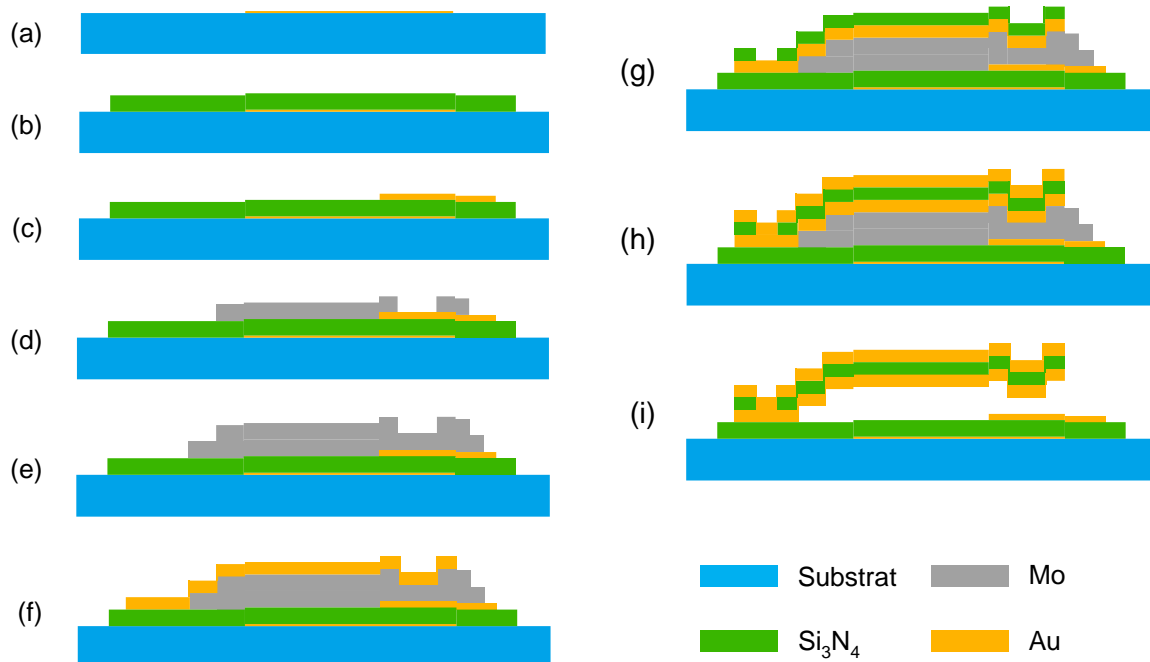 (a)
(b)
(c)
(d)
(e)
(f)
(g)
(h)
(i)
Substrat
Mo
Si₃N₄
Au